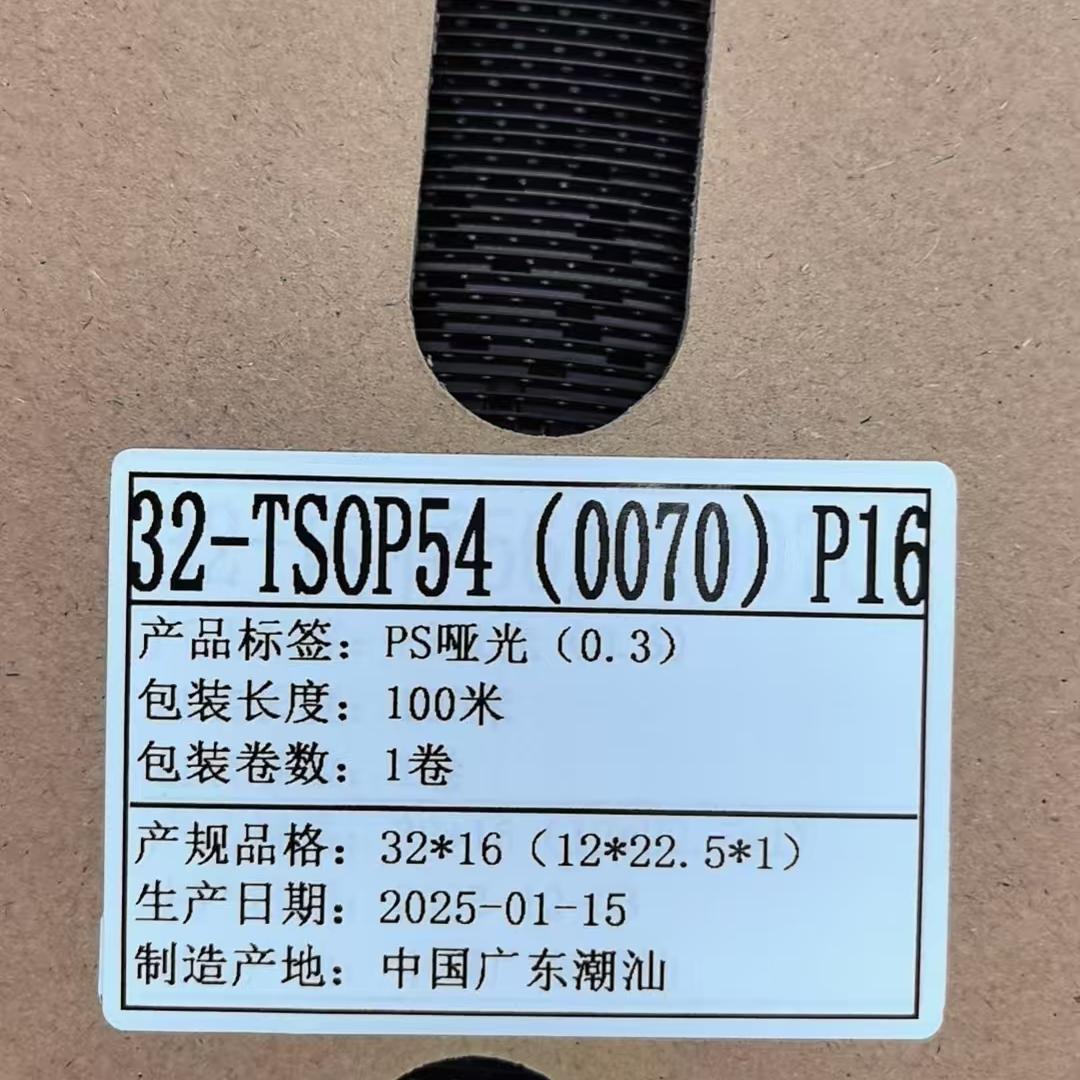 32-TSOP54（0070）P16
产品标签：PS哑光（0.3）
包装长度：100米
包装卷数：1卷
产规品格：32*16（12*22.5*1）
生产日期：2025-01-15
制造产地：中国广东潮汕